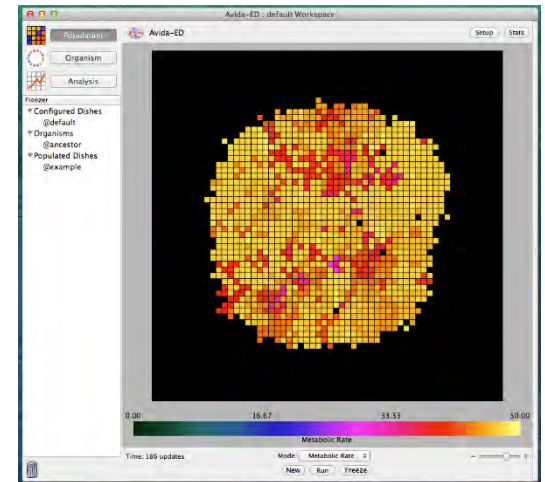 Avida-ED : default Workspace
Population
Avida-ED
Setup
Stats
Organism
Analysis
Freezer
Configured Dishes
@default
Organisms
@ancestor
Populated Dishes
@example
0.00 16.67 33.33 50.00
Metabolic Rate
Time: 186 updates
Mode: Metabolic Rate
- +
New Run Freeze